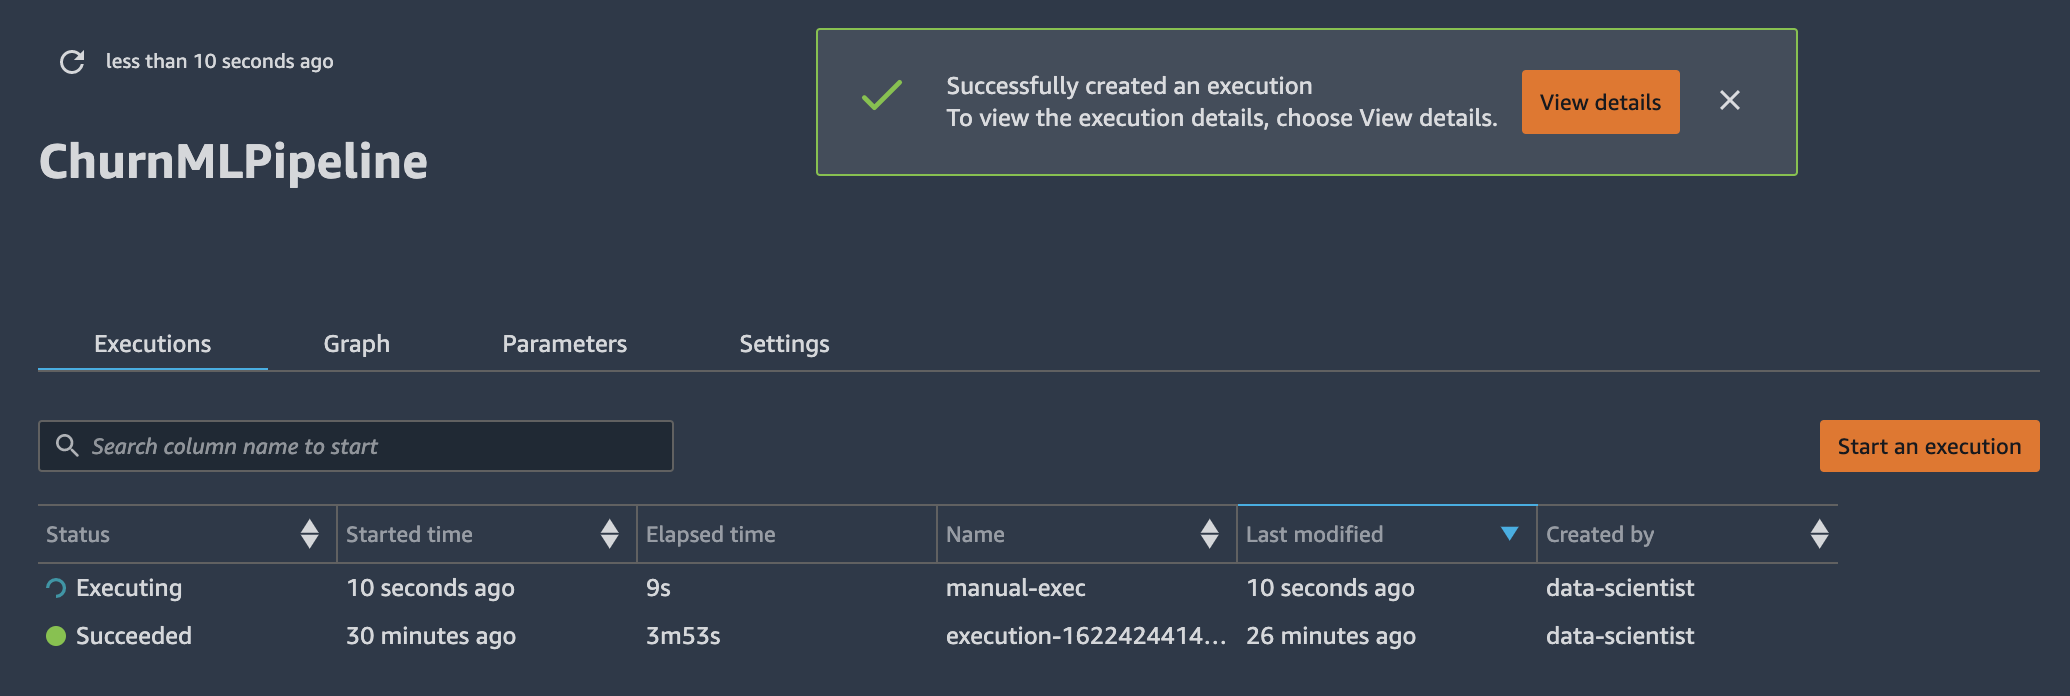 less than 10 seconds ago
Successfully created an execution
To view the execution details, choose View details.
View details
ChurnMLPipeline
Executions Graph Parameters Settings
Search column name to start
Start an execution
Status Started time Elapsed time Name Last modified Created by
Executing 10 seconds ago 9s manual-exec 10 seconds ago data-scientist
Succeeded 30 minutes ago 3m53s execution-1622424414... 26 minutes ago data-scientist